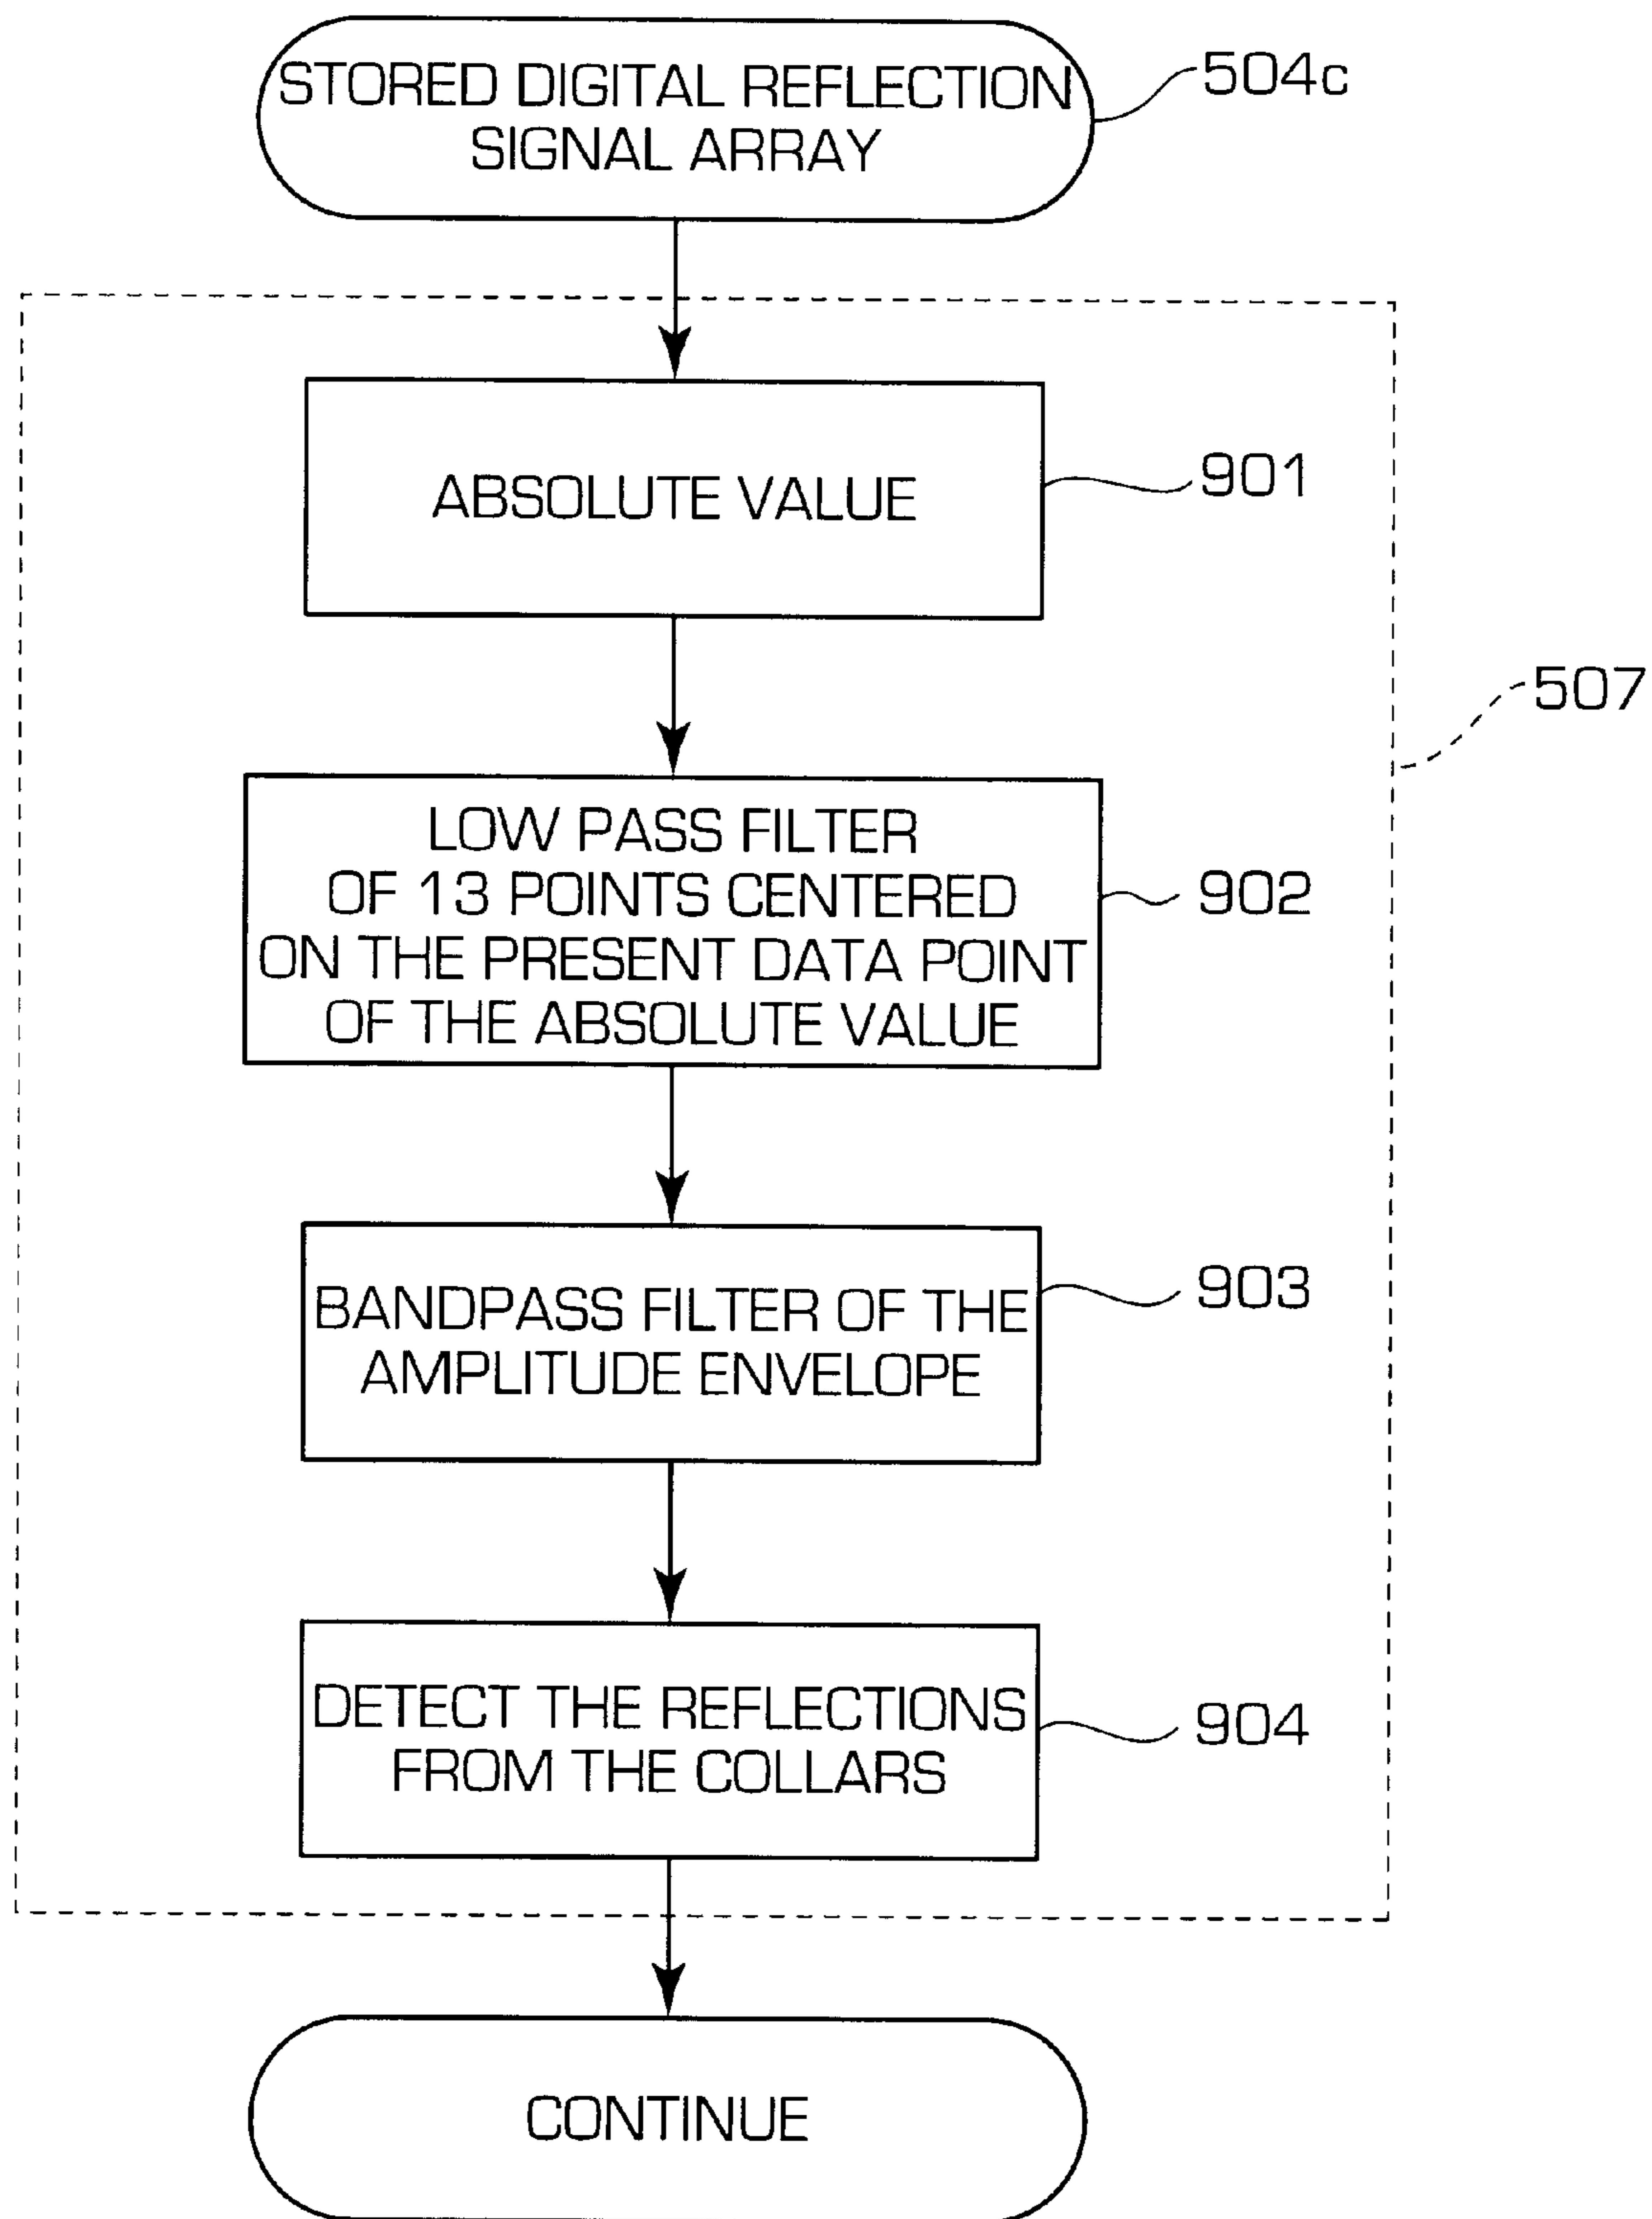 STORED DIGITAL REFLECTION
SIGNAL ARRAY
504c
ABSOLUTE VALUE
901
507
LOW PASS FILTER
OF 13 POINTS CENTERED
ON THE PRESENT DATA POINT
OF THE ABSOLUTE VALUE
902
BANDPASS FILTER OF THE
AMPLITUDE ENVELOPE
903
DETECT THE REFLECTIONS
FROM THE COLLARS
904
CONTINUE